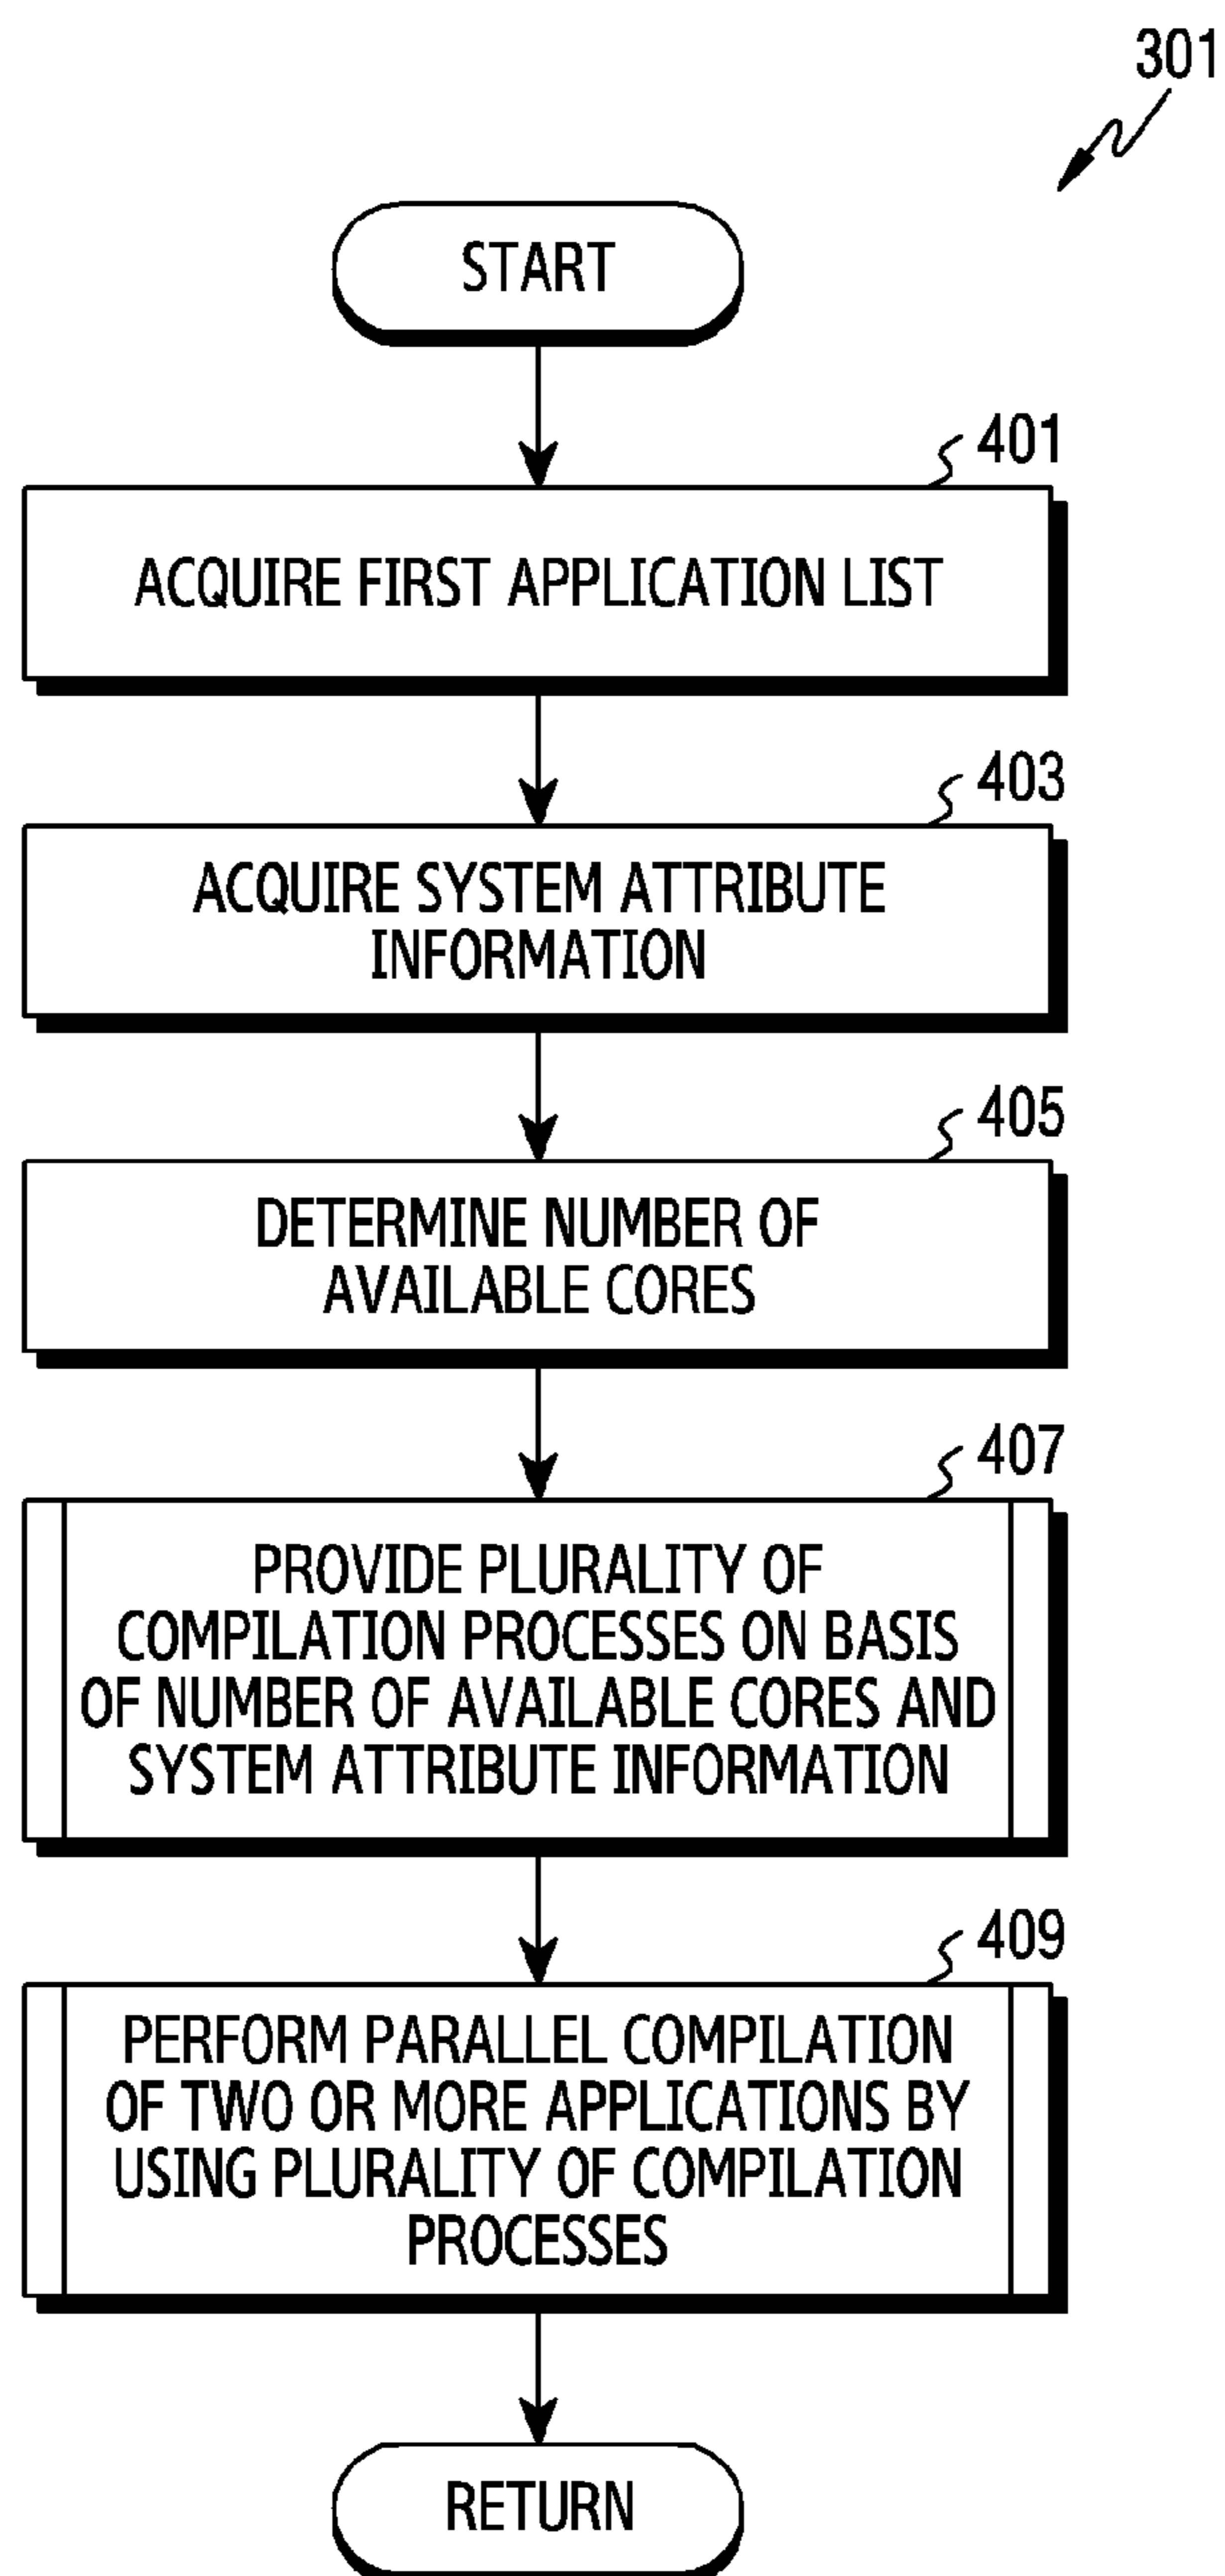 301
START
401
ACQUIRE FIRST APPLICATION LIST
403
ACQUIRE SYSTEM ATTRIBUTE
INFORMATION
405
DETERMINE NUMBER OF
AVAILABLE CORES
407
PROVIDE PLURALITY OF
COMPILATION PROCESSES ON BASIS
OF NUMBER OF AVAILABLE CORES AND
SYSTEM ATTRIBUTE INFORMATION
409
PERFORM PARALLEL COMPILATION
OF TWO OR MORE APPLICATIONS BY
USING PLURALITY OF COMPILATION
PROCESSES
RETURN